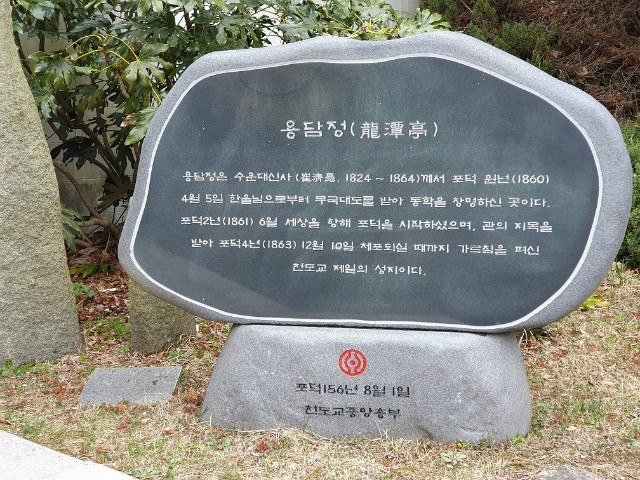 용담정(龍潭亭)
용담정은 수운대신사(崔濟愚, 1824 ~ 1864)께서 포덕 원년(1860)
4월 5일 한울님으로부터 무극대도를 받아 동학을 창명하신 곳이다.
포덕2년(1861) 6월 세상을 향해 포덕을 시작하셨으며, 관의 지목을
받아 포덕4년(1863) 12월 10일 체포되실 때까지 가르침을 펴신
천도교 제일의 성지이다.
포덕156년 8월 1일
천도교중앙총부